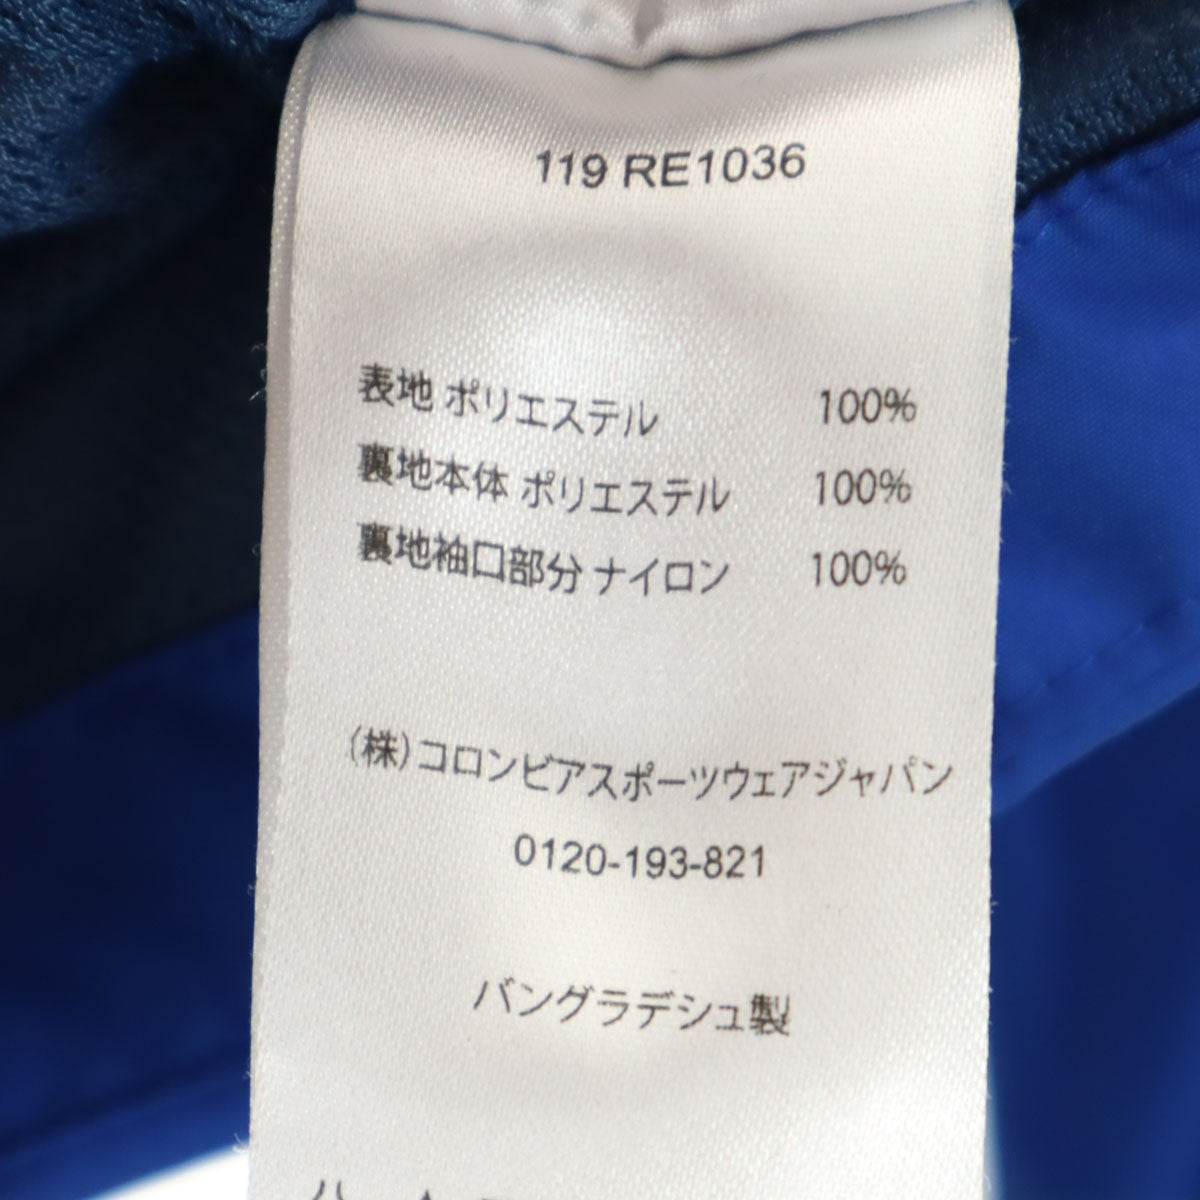 119 RE1036
表地 ポリエステル 100%
裏地本体 ポリエステル 100%
裏地袖口部分 ナイロン 100%
(株)コロンビアスポーツウェアジャパン
0120-193-821
バングラデシュ製